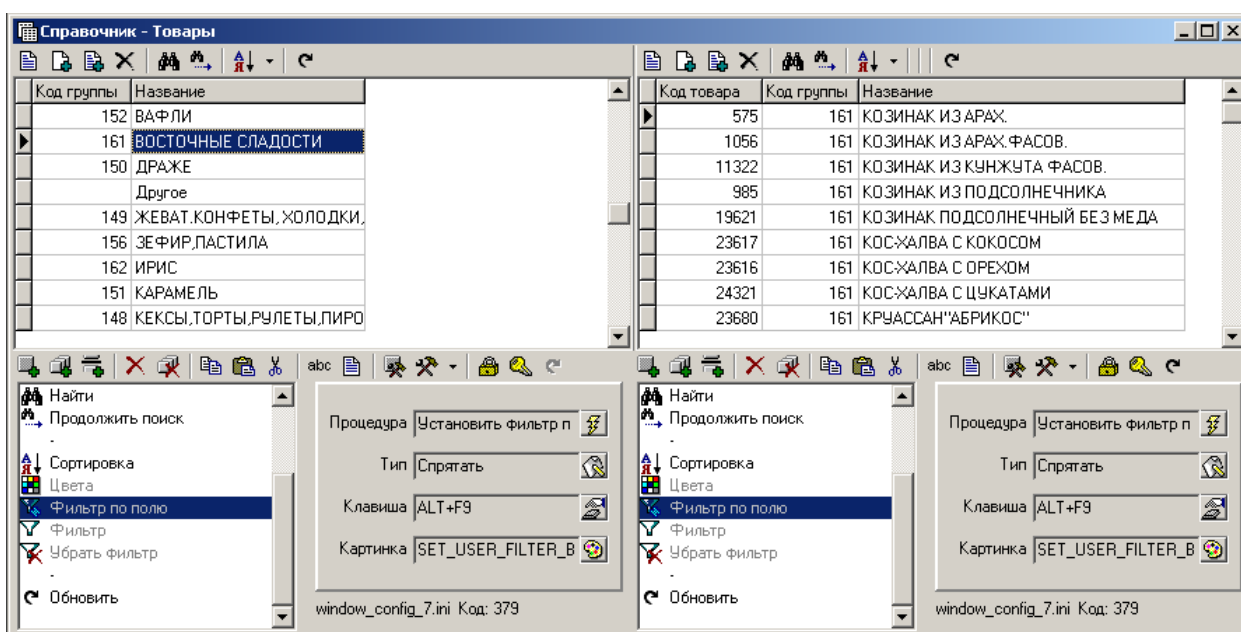 Справочник - Товары
Код группы Название
152 ВАФЛИ
161 ВОСТОЧНЫЕ СЛАДОСТИ
150 ДРАЖЕ
Другое
149 ЖЕВАТ.КОНФЕТЫ, ХОЛОДКИ,
156 ЗЕФИР,ПАСТИЛА
162 ИРИС
151 КАРАМЕЛЬ
148 КЕКСЫ,ТОРТЫ,РУЛЕТЫ,ПИРО
Код товара Код группы Название
575 161 КОЗИНАК ИЗ АРАХ.
1056 161 КОЗИНАК ИЗ АРАХ.ФАСОВ.
11322 161 КОЗИНАК ИЗ КУНЖУТА ФАСОВ.
985 161 КОЗИНАК ИЗ ПОДСОЛНЕЧНИКА
19621 161 КОЗИНАК ПОДСОЛНЕЧНЫЙ БЕЗ МЕДА
23617 161 КОС-ХАЛВА С КОКОСОМ
23616 161 КОС-ХАЛВА С ОРЕХОМ
24321 161 КОС-ХАЛВА С ЦУКАТАМИ
23680 161 КРУАССАН"АБРИКОС"
abc
Найти
Продолжить поиск
-
Сортировка
Цвета
Фильтр по полю
Фильтр
Убрать фильтр
-
Обновить
Процедура Установить фильтр п
Тип Спрятать
Клавиша ALT+F9
Картинка SET_USER_FILTER_B
window_config_7.ini Код: 379
abc
Найти
Продолжить поиск
-
Сортировка
Цвета
Фильтр по полю
Фильтр
Убрать фильтр
-
Обновить
Процедура Установить фильтр п
Тип Спрятать
Клавиша ALT+F9
Картинка SET_USER_FILTER_B
window_config_7.ini Код: 379